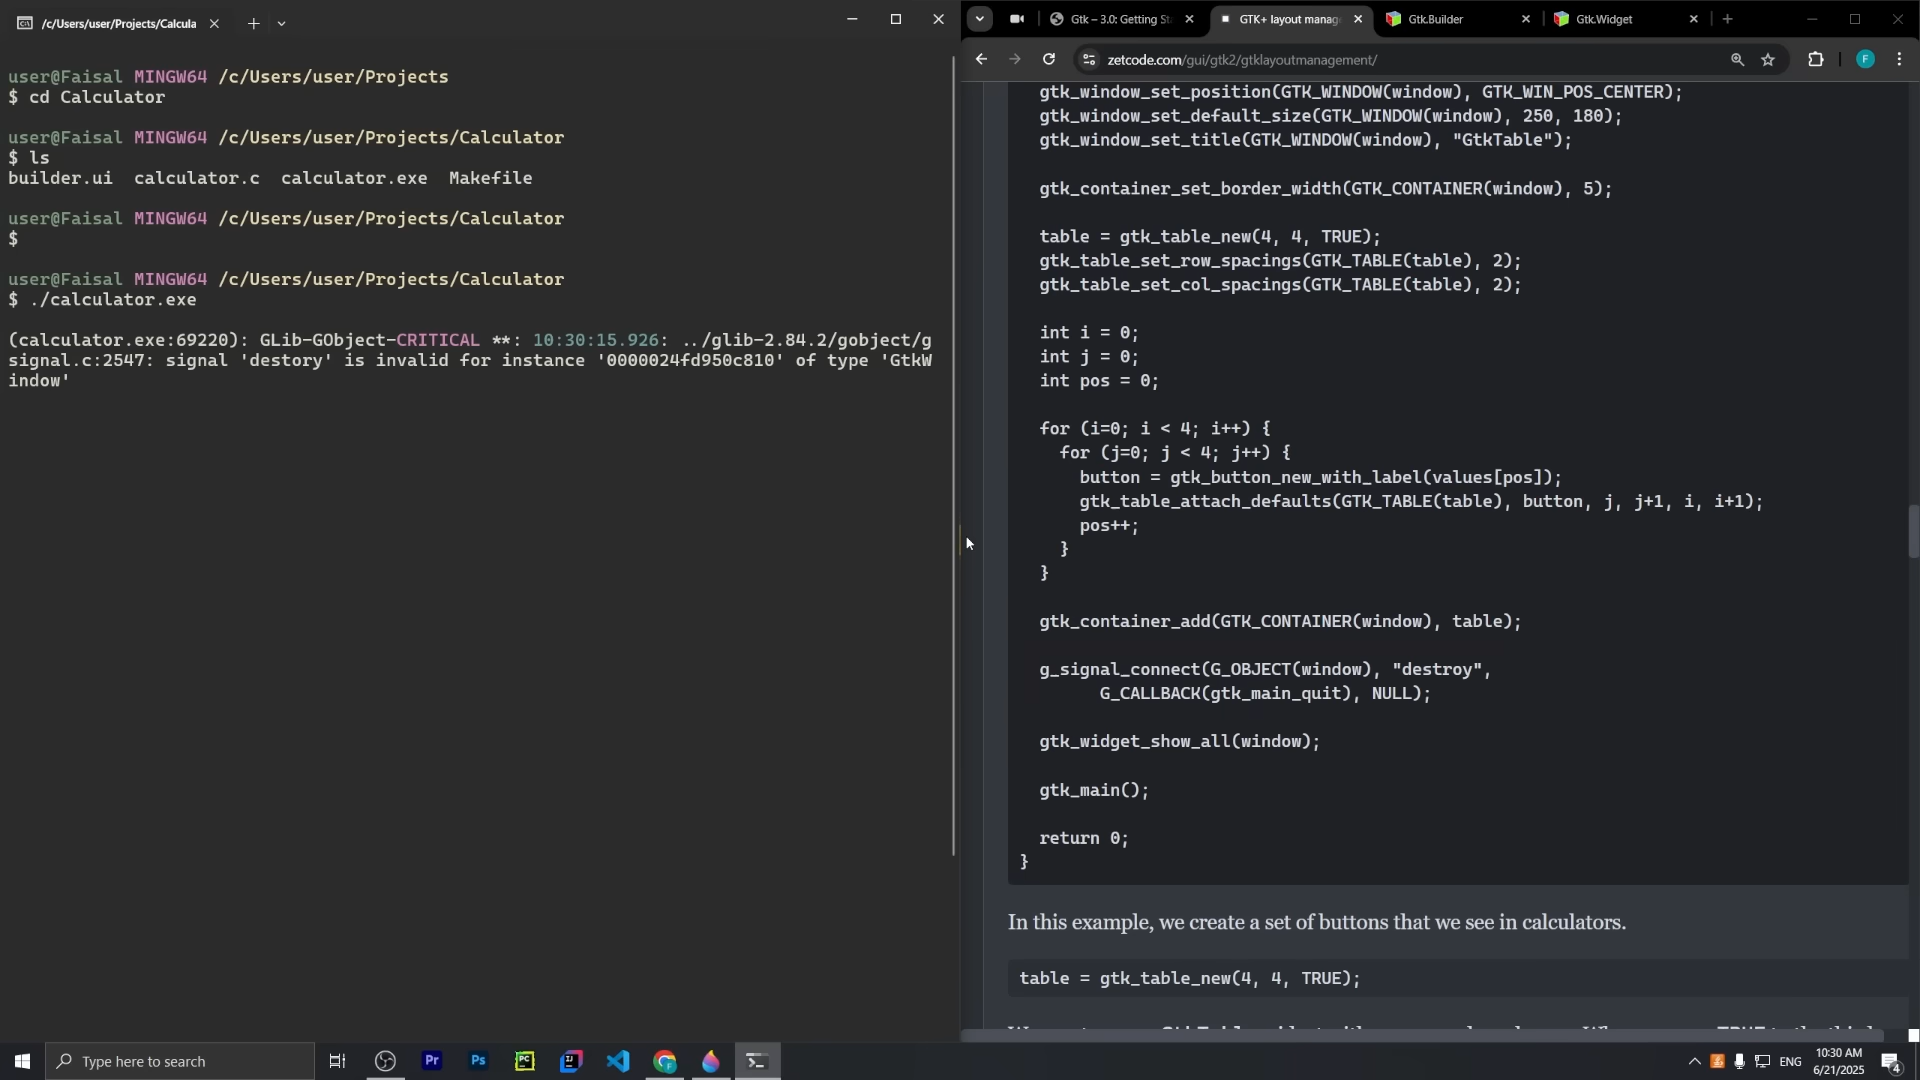 /c/Users/user/Projects/Calcula
user@Faisal MINGW64 /c/Users/user/Projects
$ cd Calculator
user@Faisal MINGW64 /c/Users/user/Projects/Calculator
$ ls
builder.ui  calculator.c  calculator.exe  Makefile
user@Faisal MINGW64 /c/Users/user/Projects/Calculator
$
user@Faisal MINGW64 /c/Users/user/Projects/Calculator
$ ./calculator.exe
(calculator.exe:69220): GLib-GObject-CRITICAL **: 10:30:15.926: ../glib-2.84.2/gobject/g
signal.c:2547: signal 'destory' is invalid for instance '0000024fd950c810' of type 'GtkW
indow'
Gtk – 3.0: Getting St
GTK+ layout manag
Gtk.Builder
Gtk.Widget
zetcode.com/gui/gtk2/gtklayoutmanagement/
F
gtk_window_set_position(GTK_WINDOW(window), GTK_WIN_POS_CENTER);
gtk_window_set_default_size(GTK_WINDOW(window), 250, 180);
gtk_window_set_title(GTK_WINDOW(window), "GtkTable");
gtk_container_set_border_width(GTK_CONTAINER(window), 5);
table = gtk_table_new(4, 4, TRUE);
gtk_table_set_row_spacings(GTK_TABLE(table), 2);
gtk_table_set_col_spacings(GTK_TABLE(table), 2);
int i = 0;
int j = 0;
int pos = 0;
for (i=0; i < 4; i++) {
for (j=0; j < 4; j++) {
button = gtk_button_new_with_label(values[pos]);
gtk_table_attach_defaults(GTK_TABLE(table), button, j, j+1, i, i+1);
pos++;
}
}
gtk_container_add(GTK_CONTAINER(window), table);
g_signal_connect(G_OBJECT(window), "destroy",
G_CALLBACK(gtk_main_quit), NULL);
gtk_widget_show_all(window);
gtk_main();
return 0;
}
In this example, we create a set of buttons that we see in calculators.
table = gtk_table_new(4, 4, TRUE);
Type here to search
Pr
Ps
PC
IJ
ENG
10:30 AM
6/21/2025
4